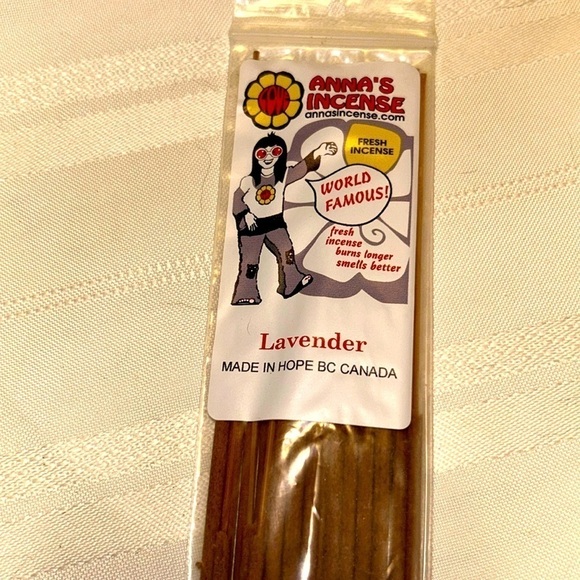 LOVE
ANNA'S
INCENSE
annasincense.com
FRESH
INCENSE
WORLD
FAMOUS!
fresh
incense
burns longer
smells better
Lavender
MADE IN HOPE BC CANADA